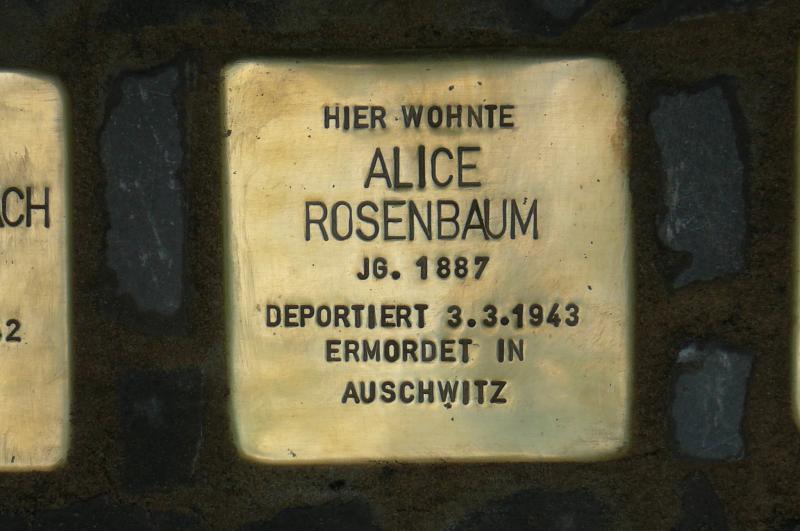 HIER WOHNTE
ALICE
ROSENBAUM
JG. 1887
DEPORTIERT 3.3.1943
ERMORDET IN
AUSCHWITZ